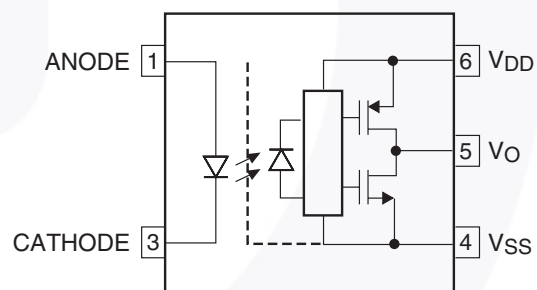 ANODE 1
6 VDD
5 VO
CATHODE 3
4 VSS